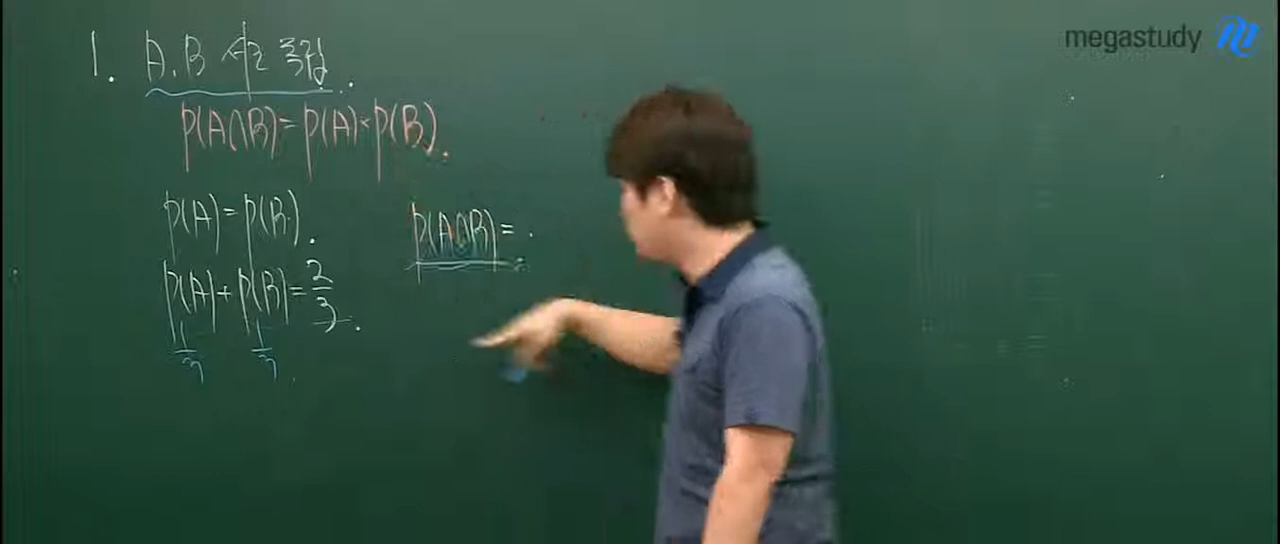 megastudy
1. A, B 서로 독립.
P(A∩B) = P(A) × P(B).
P(A) = P(B).
P(A∩B) = .
P(A) + P(B) = 2/3.
1/3 1/3